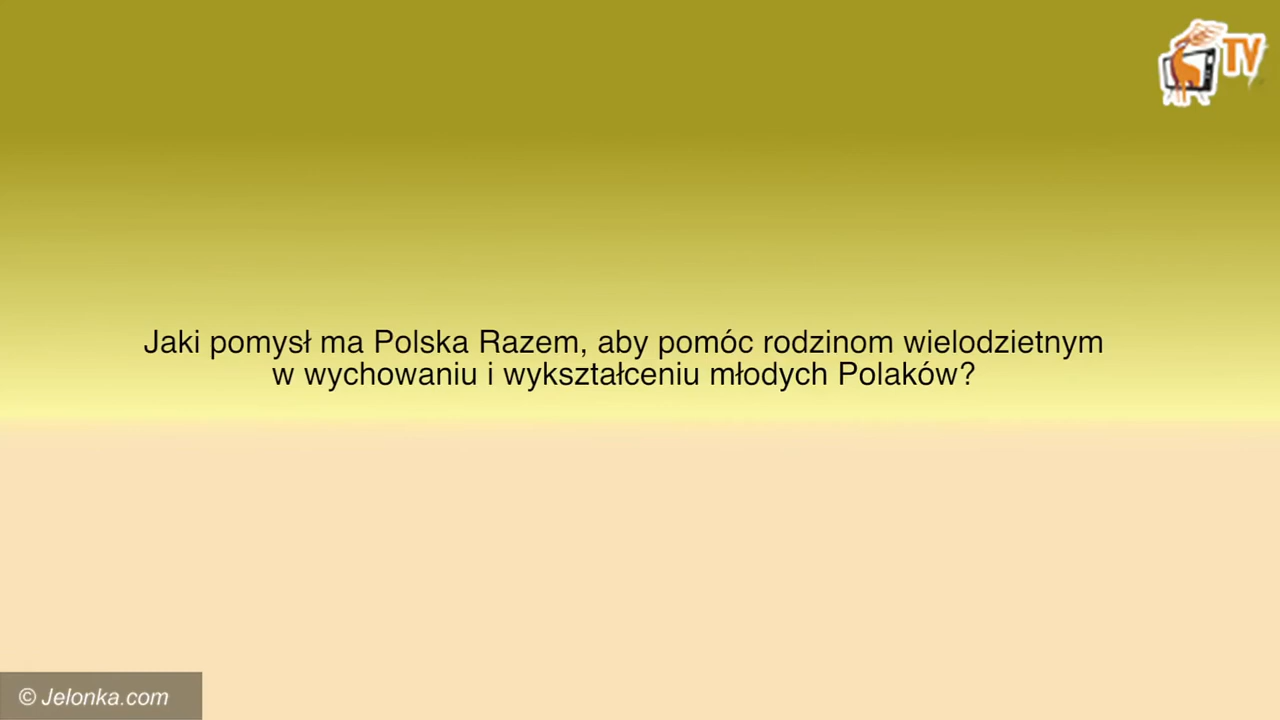 TV
Jaki pomysł ma Polska Razem, aby pomóc rodzinom wielodzietnym
w wychowaniu i wykształceniu młodych Polaków?
© Jelonka.com